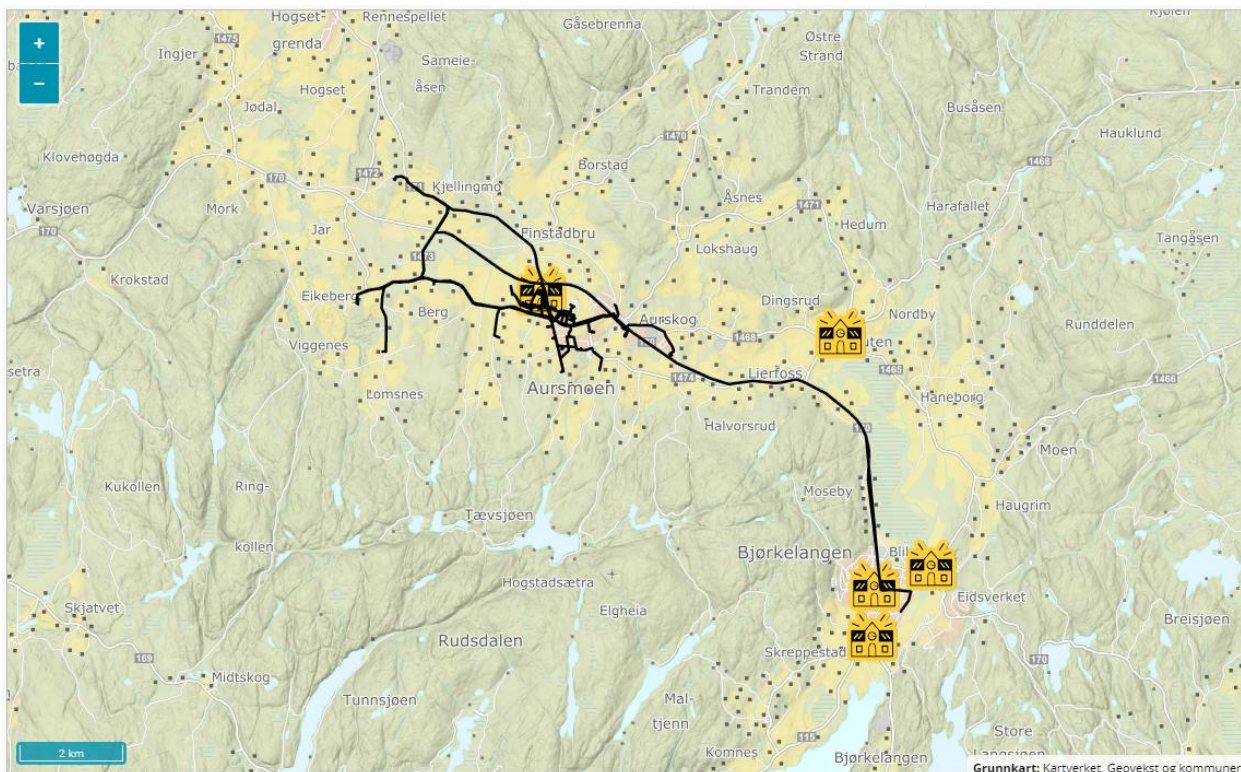 Hogset-
grenda
Rennespellet
Gåsebrenna
Kjølen
+
1475
Ingjer
Østre
Strand
Sameie-
åsen
−
Hogset
Trandem
Jødal
Busåsen
Hauklund
1470
Klovehøgda
1468
Borstad
1472
170
Kjellingmo
Åsnes
Varsjøen
Mork
1471
Harafallet
170
Jar
Finstadbru
Hedum
Tangåsen
Lokshaug
1473
Krokstad
Eikeberg
Berg
Dingsrud
Nordby
Aurskog
Runddelen
1468
Viggenes
setra
Lierfoss
1465
1474
1466
Lomsnes
Aursmoen
Haneborg
Halvorsrud
Moen
170
Kukollen
Ring-
Moseby
Haugrim
Tævsjøen
kollen
Bjørkelangen
Hogstadsætra
Eidsverket
Skjatvet
Elgheia
Breisjøen
Rudsdalen
Skreppestad
169
170
Midtskog
Tunnsjøen
Mal-
tjenn
Store
115
2 km
Komnes
Bjørkelangen
Langsjøen
Grunnkart: Kartverket, Geovekst og kommuner